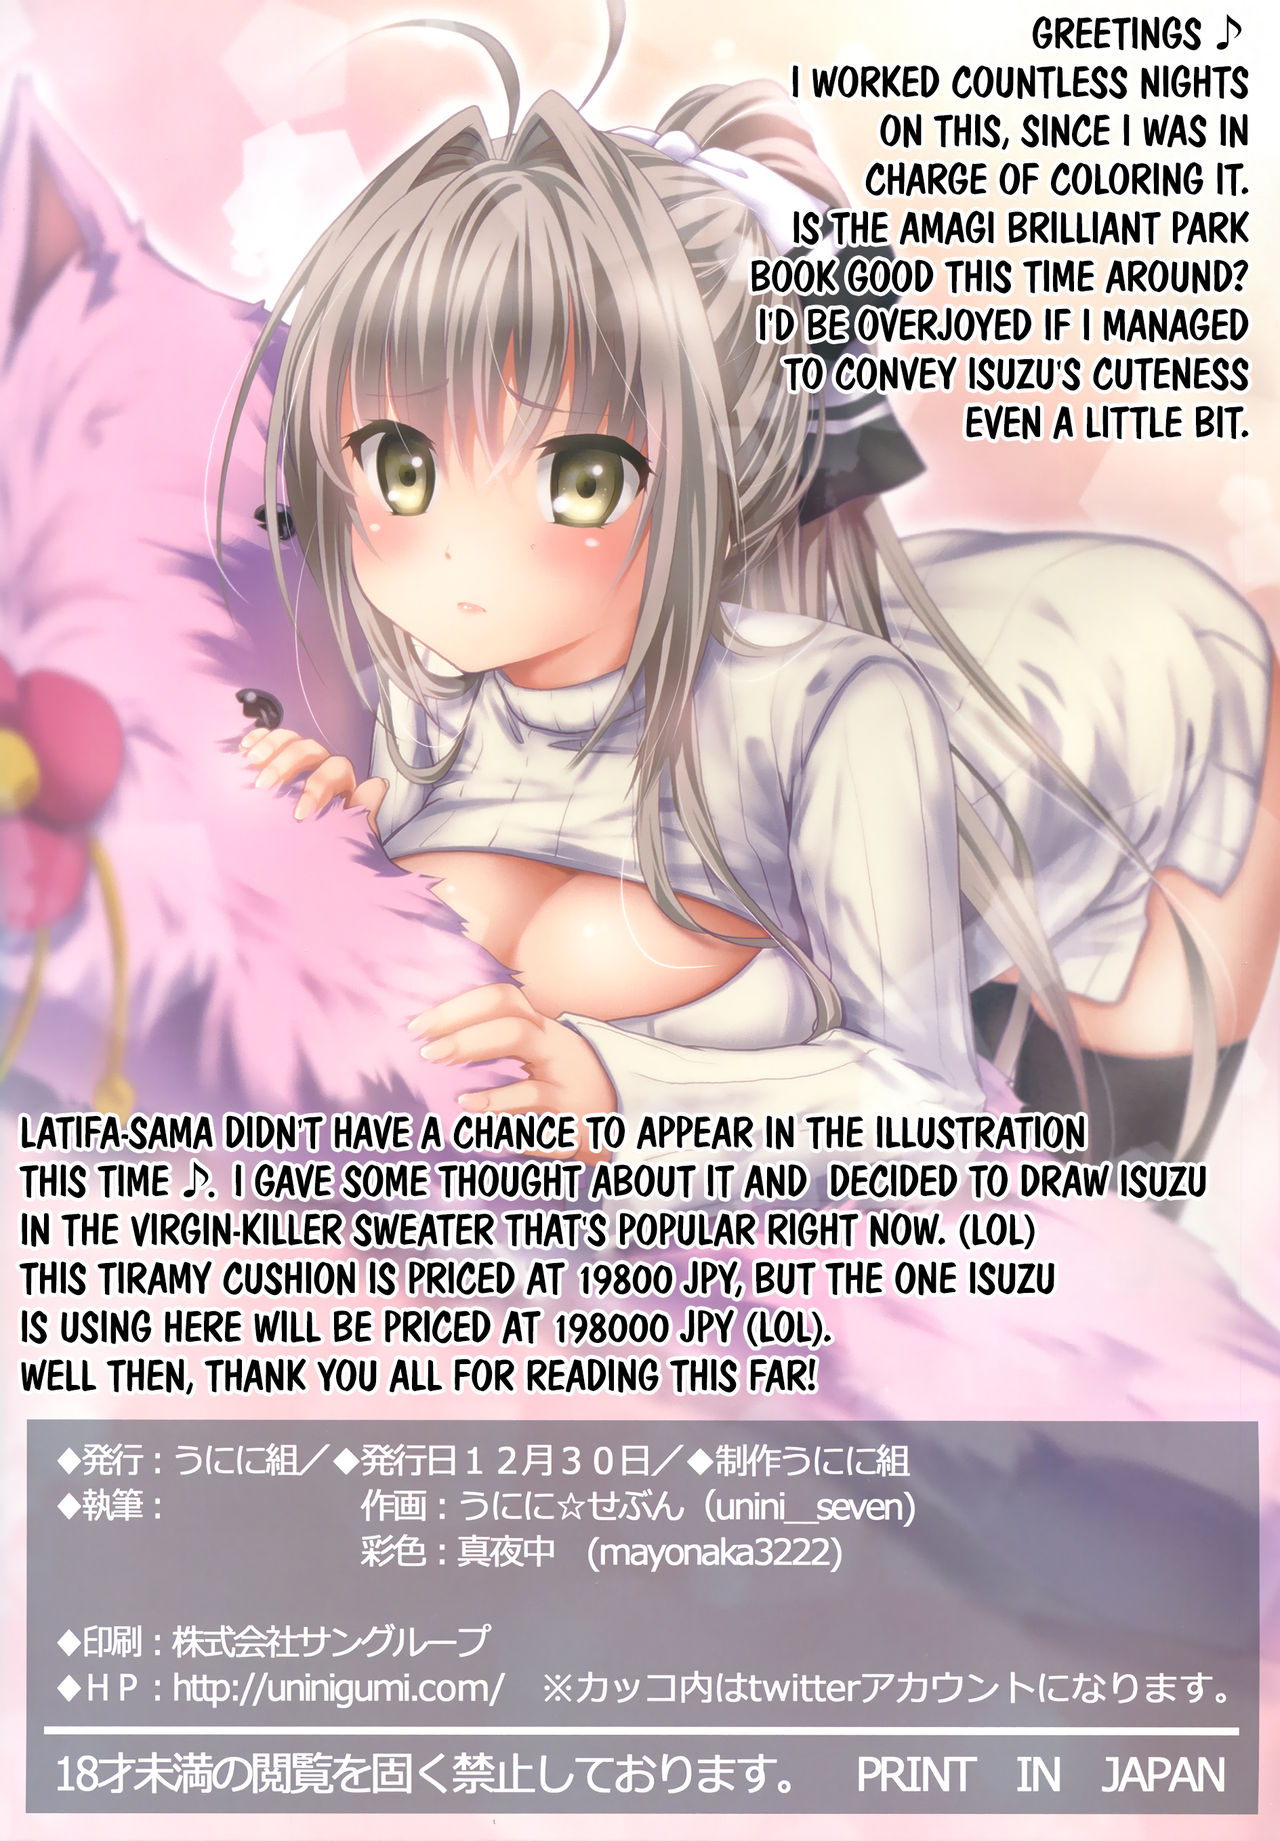 GREETINGS ♪
I WORKED COUNTLESS NIGHTS
ON THIS, SINCE I WAS IN
CHARGE OF COLORING IT.
IS THE AMAGI BRILLIANT PARK
BOOK GOOD THIS TIME AROUND?
I'D BE OVERJOYED IF I MANAGED
TO CONVEY ISUZU'S CUTENESS
EVEN A LITTLE BIT.
LATIFA-SAMA DIDN'T HAVE A CHANCE TO APPEAR IN THE ILLUSTRATION
THIS TIME ♪. I GAVE SOME THOUGHT ABOUT IT AND DECIDED TO DRAW ISUZU
IN THE VIRGIN-KILLER SWEATER THAT'S POPULAR RIGHT NOW. (LOL)
THIS TIRAMY CUSHION IS PRICED AT 19800 JPY, BUT THE ONE ISUZU
IS USING HERE WILL BE PRICED AT 198000 JPY (LOL).
WELL THEN, THANK YOU ALL FOR READING THIS FAR!
◆発行：うにに組／◆発行日１２月３０日／◆制作うにに組
◆執筆： 作画：うにに☆せぶん（unini__seven)
彩色：真夜中 (mayonaka3222)
◆印刷：株式会社サングループ
◆ＨＰ：http://uninigumi.com/ ※カッコ内はtwitterアカウントになります。
18才未満の閲覧を固く禁止しております。 PRINT IN JAPAN